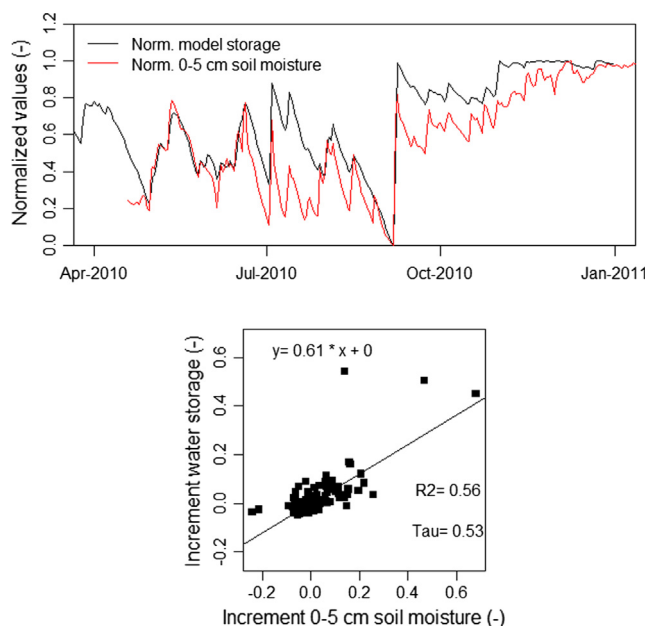 Normalized values (-)
1.2
1.0
0.8
0.6
0.4
0.2
0.0
Norm. model storage
Norm. 0-5 cm soil moisture
Apr-2010 Jul-2010 Oct-2010 Jan-2011
Increment water storage (-)
0.6
0.4
0.2
0.0
-0.2
y= 0.61 * x + 0
R2= 0.56
Tau= 0.53
-0.2 0.0 0.2 0.4 0.6
Increment 0-5 cm soil moisture (-)